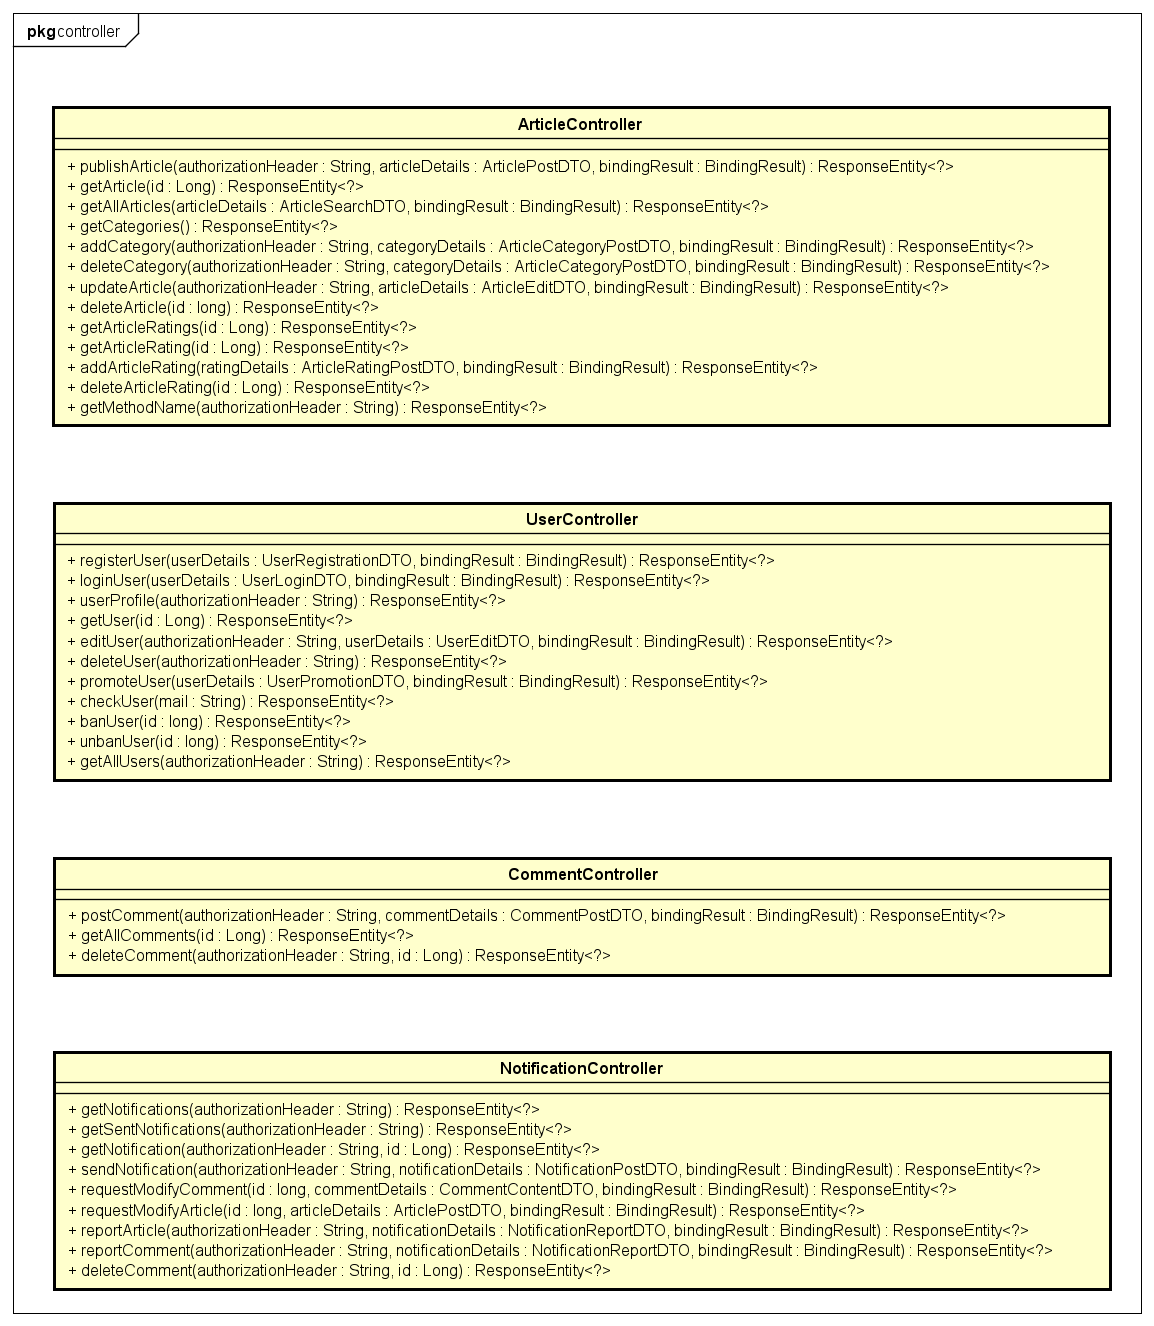 pkg controller
ArticleController
+ publishArticle(authorizationHeader : String, articleDetails : ArticlePostDTO, bindingResult : BindingResult) : ResponseEntity<?>
+ getArticle(id : Long) : ResponseEntity<?>
+ getAllArticles(articleDetails : ArticleSearchDTO, bindingResult : BindingResult) : ResponseEntity<?>
+ getCategories() : ResponseEntity<?>
+ addCategory(authorizationHeader : String, categoryDetails : ArticleCategoryPostDTO, bindingResult : BindingResult) : ResponseEntity<?>
+ deleteCategory(authorizationHeader : String, categoryDetails : ArticleCategoryPostDTO, bindingResult : BindingResult) : ResponseEntity<?>
+ updateArticle(authorizationHeader : String, articleDetails : ArticleEditDTO, bindingResult : BindingResult) : ResponseEntity<?>
+ deleteArticle(id : long) : ResponseEntity<?>
+ getArticleRatings(id : Long) : ResponseEntity<?>
+ getArticleRating(id : Long) : ResponseEntity<?>
+ addArticleRating(ratingDetails : ArticleRatingPostDTO, bindingResult : BindingResult) : ResponseEntity<?>
+ deleteArticleRating(id : Long) : ResponseEntity<?>
+ getMethodName(authorizationHeader : String) : ResponseEntity<?>
UserController
+ registerUser(userDetails : UserRegistrationDTO, bindingResult : BindingResult) : ResponseEntity<?>
+ loginUser(userDetails : UserLoginDTO, bindingResult : BindingResult) : ResponseEntity<?>
+ userProfile(authorizationHeader : String) : ResponseEntity<?>
+ getUser(id : Long) : ResponseEntity<?>
+ editUser(authorizationHeader : String, userDetails : UserEditDTO, bindingResult : BindingResult) : ResponseEntity<?>
+ deleteUser(authorizationHeader : String) : ResponseEntity<?>
+ promoteUser(userDetails : UserPromotionDTO, bindingResult : BindingResult) : ResponseEntity<?>
+ checkUser(mail : String) : ResponseEntity<?>
+ banUser(id : long) : ResponseEntity<?>
+ unbanUser(id : long) : ResponseEntity<?>
+ getAllUsers(authorizationHeader : String) : ResponseEntity<?>
CommentController
+ postComment(authorizationHeader : String, commentDetails : CommentPostDTO, bindingResult : BindingResult) : ResponseEntity<?>
+ getAllComments(id : Long) : ResponseEntity<?>
+ deleteComment(authorizationHeader : String, id : Long) : ResponseEntity<?>
NotificationController
+ getNotifications(authorizationHeader : String) : ResponseEntity<?>
+ getSentNotifications(authorizationHeader : String) : ResponseEntity<?>
+ getNotification(authorizationHeader : String, id : Long) : ResponseEntity<?>
+ sendNotification(authorizationHeader : String, notificationDetails : NotificationPostDTO, bindingResult : BindingResult) : ResponseEntity<?>
+ requestModifyComment(id : long, commentDetails : CommentContentDTO, bindingResult : BindingResult) : ResponseEntity<?>
+ requestModifyArticle(id : long, articleDetails : ArticlePostDTO, bindingResult : BindingResult) : ResponseEntity<?>
+ reportArticle(authorizationHeader : String, notificationDetails : NotificationReportDTO, bindingResult : BindingResult) : ResponseEntity<?>
+ reportComment(authorizationHeader : String, notificationDetails : NotificationReportDTO, bindingResult : BindingResult) : ResponseEntity<?>
+ deleteComment(authorizationHeader : String, id : Long) : ResponseEntity<?>